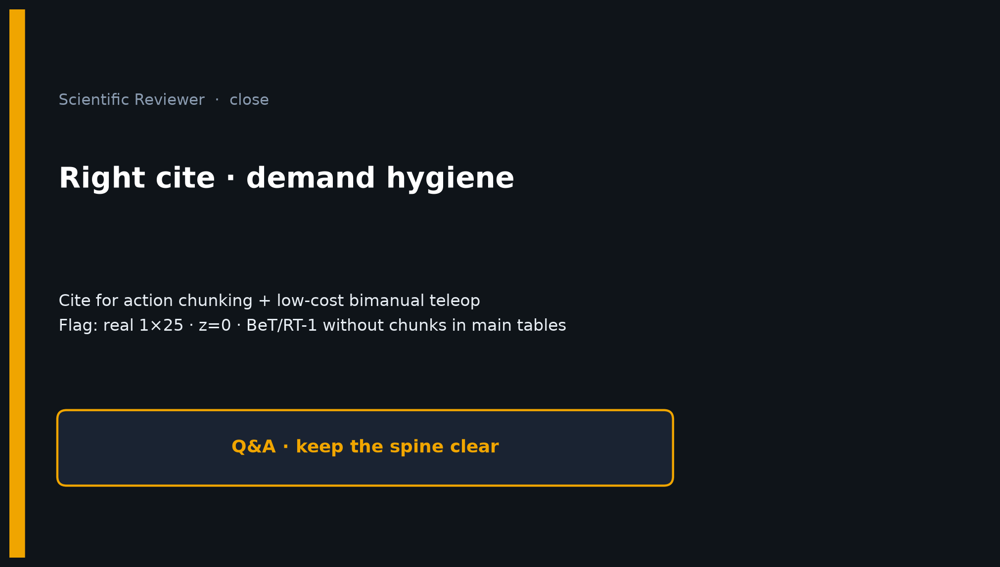 Scientific Reviewer · close
Right cite · demand hygiene
Cite for action chunking + low-cost bimanual teleop
Flag: real 1×25 · z=0 · BeT/RT-1 without chunks in main tables
Q&A · keep the spine clear